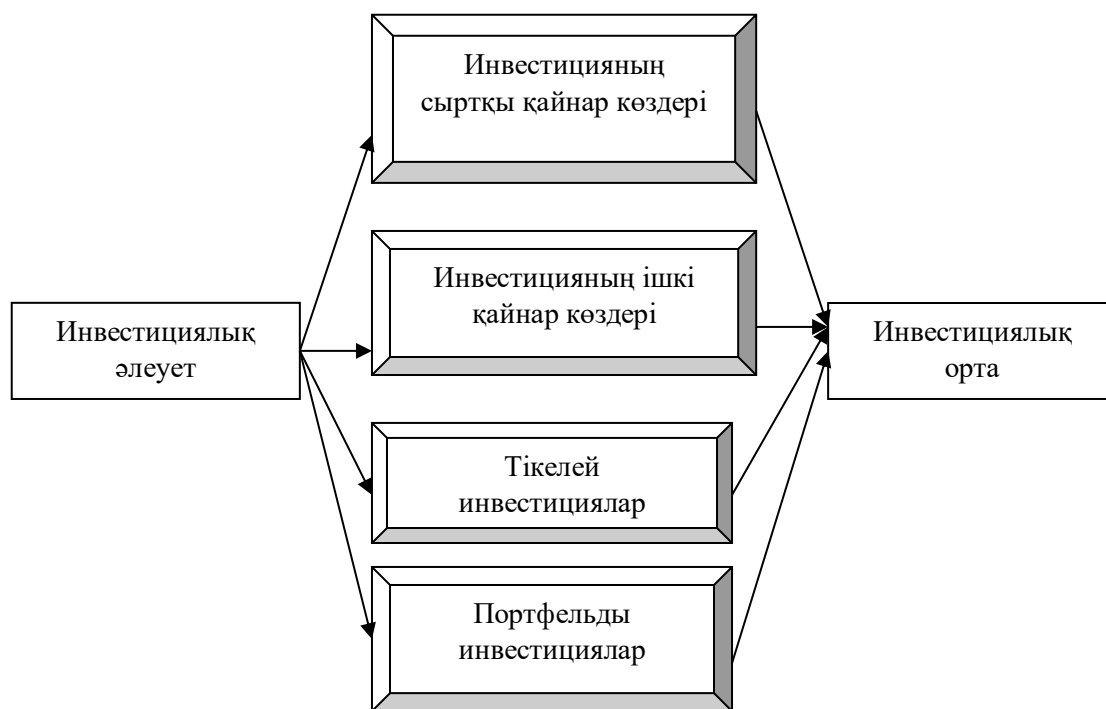 Инвестицияның
сыртқы қайнар көздері
Инвестицияның ішкі
қайнар көздері
Инвестициялық
әлеует
Инвестициялық
орта
Тікелей
инвестициялар
Портфельды
инвестициялар